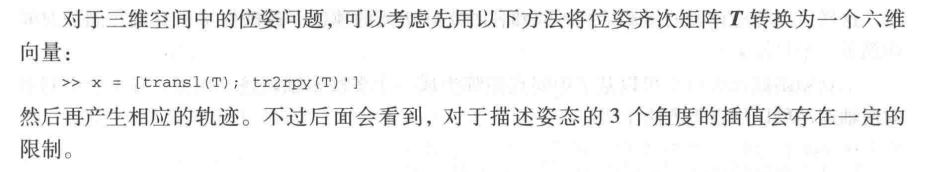 对于三维空间中的位姿问题，可以考虑先用以下方法将位姿齐次矩阵 T 转换为一个六维
向量：
>> x = [transl(T); tr2rpy(T)']
然后再产生相应的轨迹。不过后面会看到，对于描述姿态的 3 个角度的插值会存在一定的
限制。